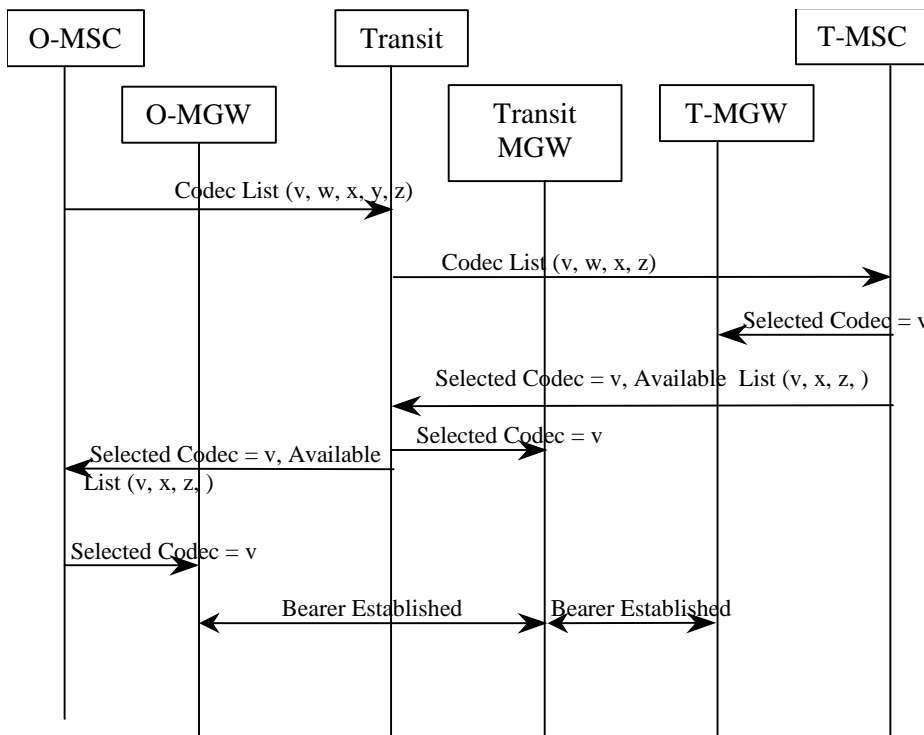 O-MSC
Transit
T-MSC
O-MGW
Transit
MGW
T-MGW
Codec List (v, w, x, y, z)
Codec List (v, w, x, z)
Selected Codec = v
Selected Codec = v, Available List (v, x, z, )
Selected Codec = v
Selected Codec = v, Available
List (v, x, z, )
Selected Codec = v
Bearer Established
Bearer Established